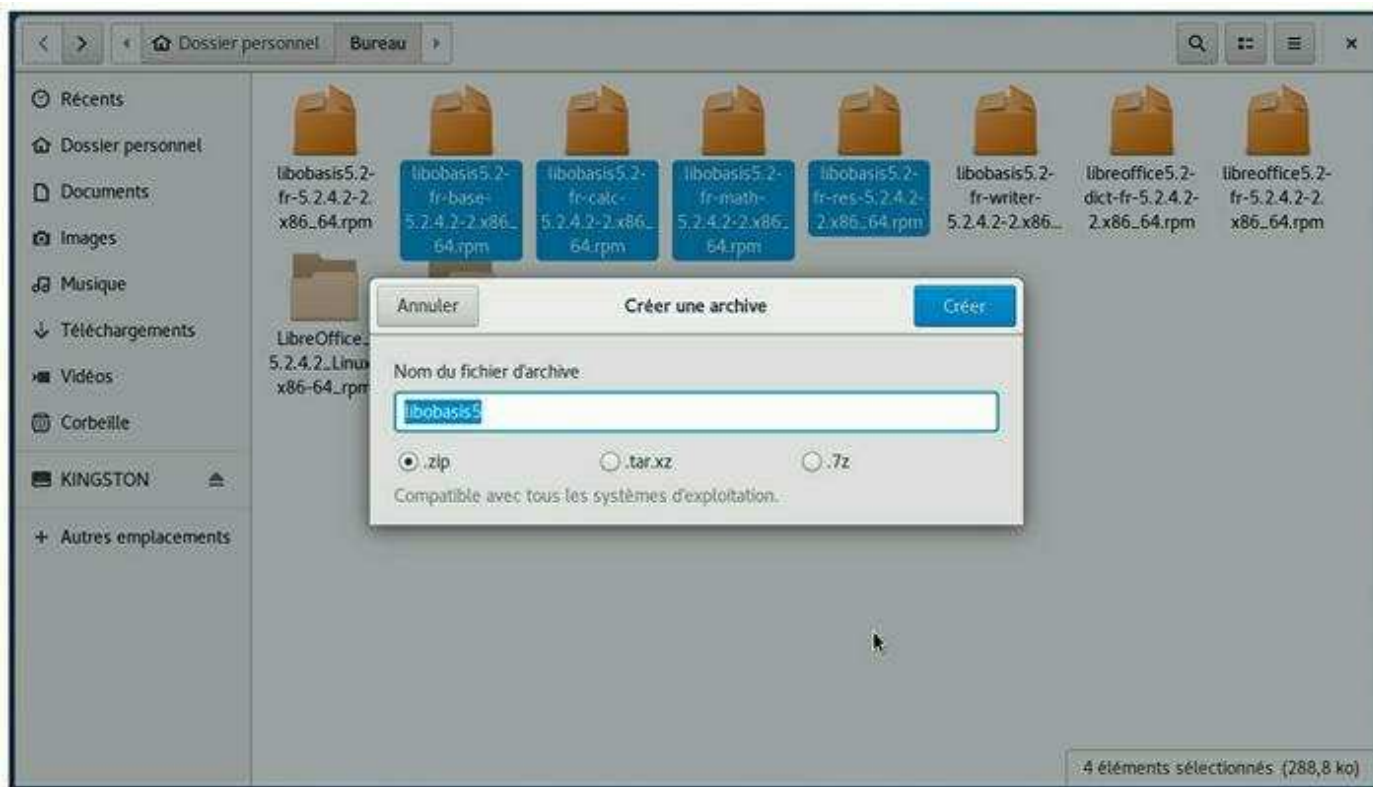 Dossier personnel
Bureau
Récents
Dossier personnel
Documents
Images
Musique
Téléchargements
Vidéos
Corbeille
KINGSTON
Autres emplacements
libobasis5.2-
fr-5.2.4.2-2.
x86_64.rpm
libobasis5.2-
fr-base-
5.2.4.2-2.x86_
64.rpm
libobasis5.2-
fr-calc-
5.2.4.2-2.x86_
64.rpm
libobasis5.2-
fr-math-
5.2.4.2-2.x86_
64.rpm
libobasis5.2-
fr-res-5.2.4.2-
2.x86_64.rpm
libobasis5.2-
fr-writer-
5.2.4.2-2.x86...
libreoffice5.2-
dict-fr-5.2.4.2-
2.x86_64.rpm
libreoffice5.2-
fr-5.2.4.2-2.
x86_64.rpm
LibreOffice_
5.2.4.2_Linux
x86-64_rpm
Annuler
Créer une archive
Créer
Nom du fichier d'archive
libobasis5
.zip
.tar.xz
.7z
Compatible avec tous les systèmes d'exploitation.
4 éléments sélectionnés (288,8 ko)